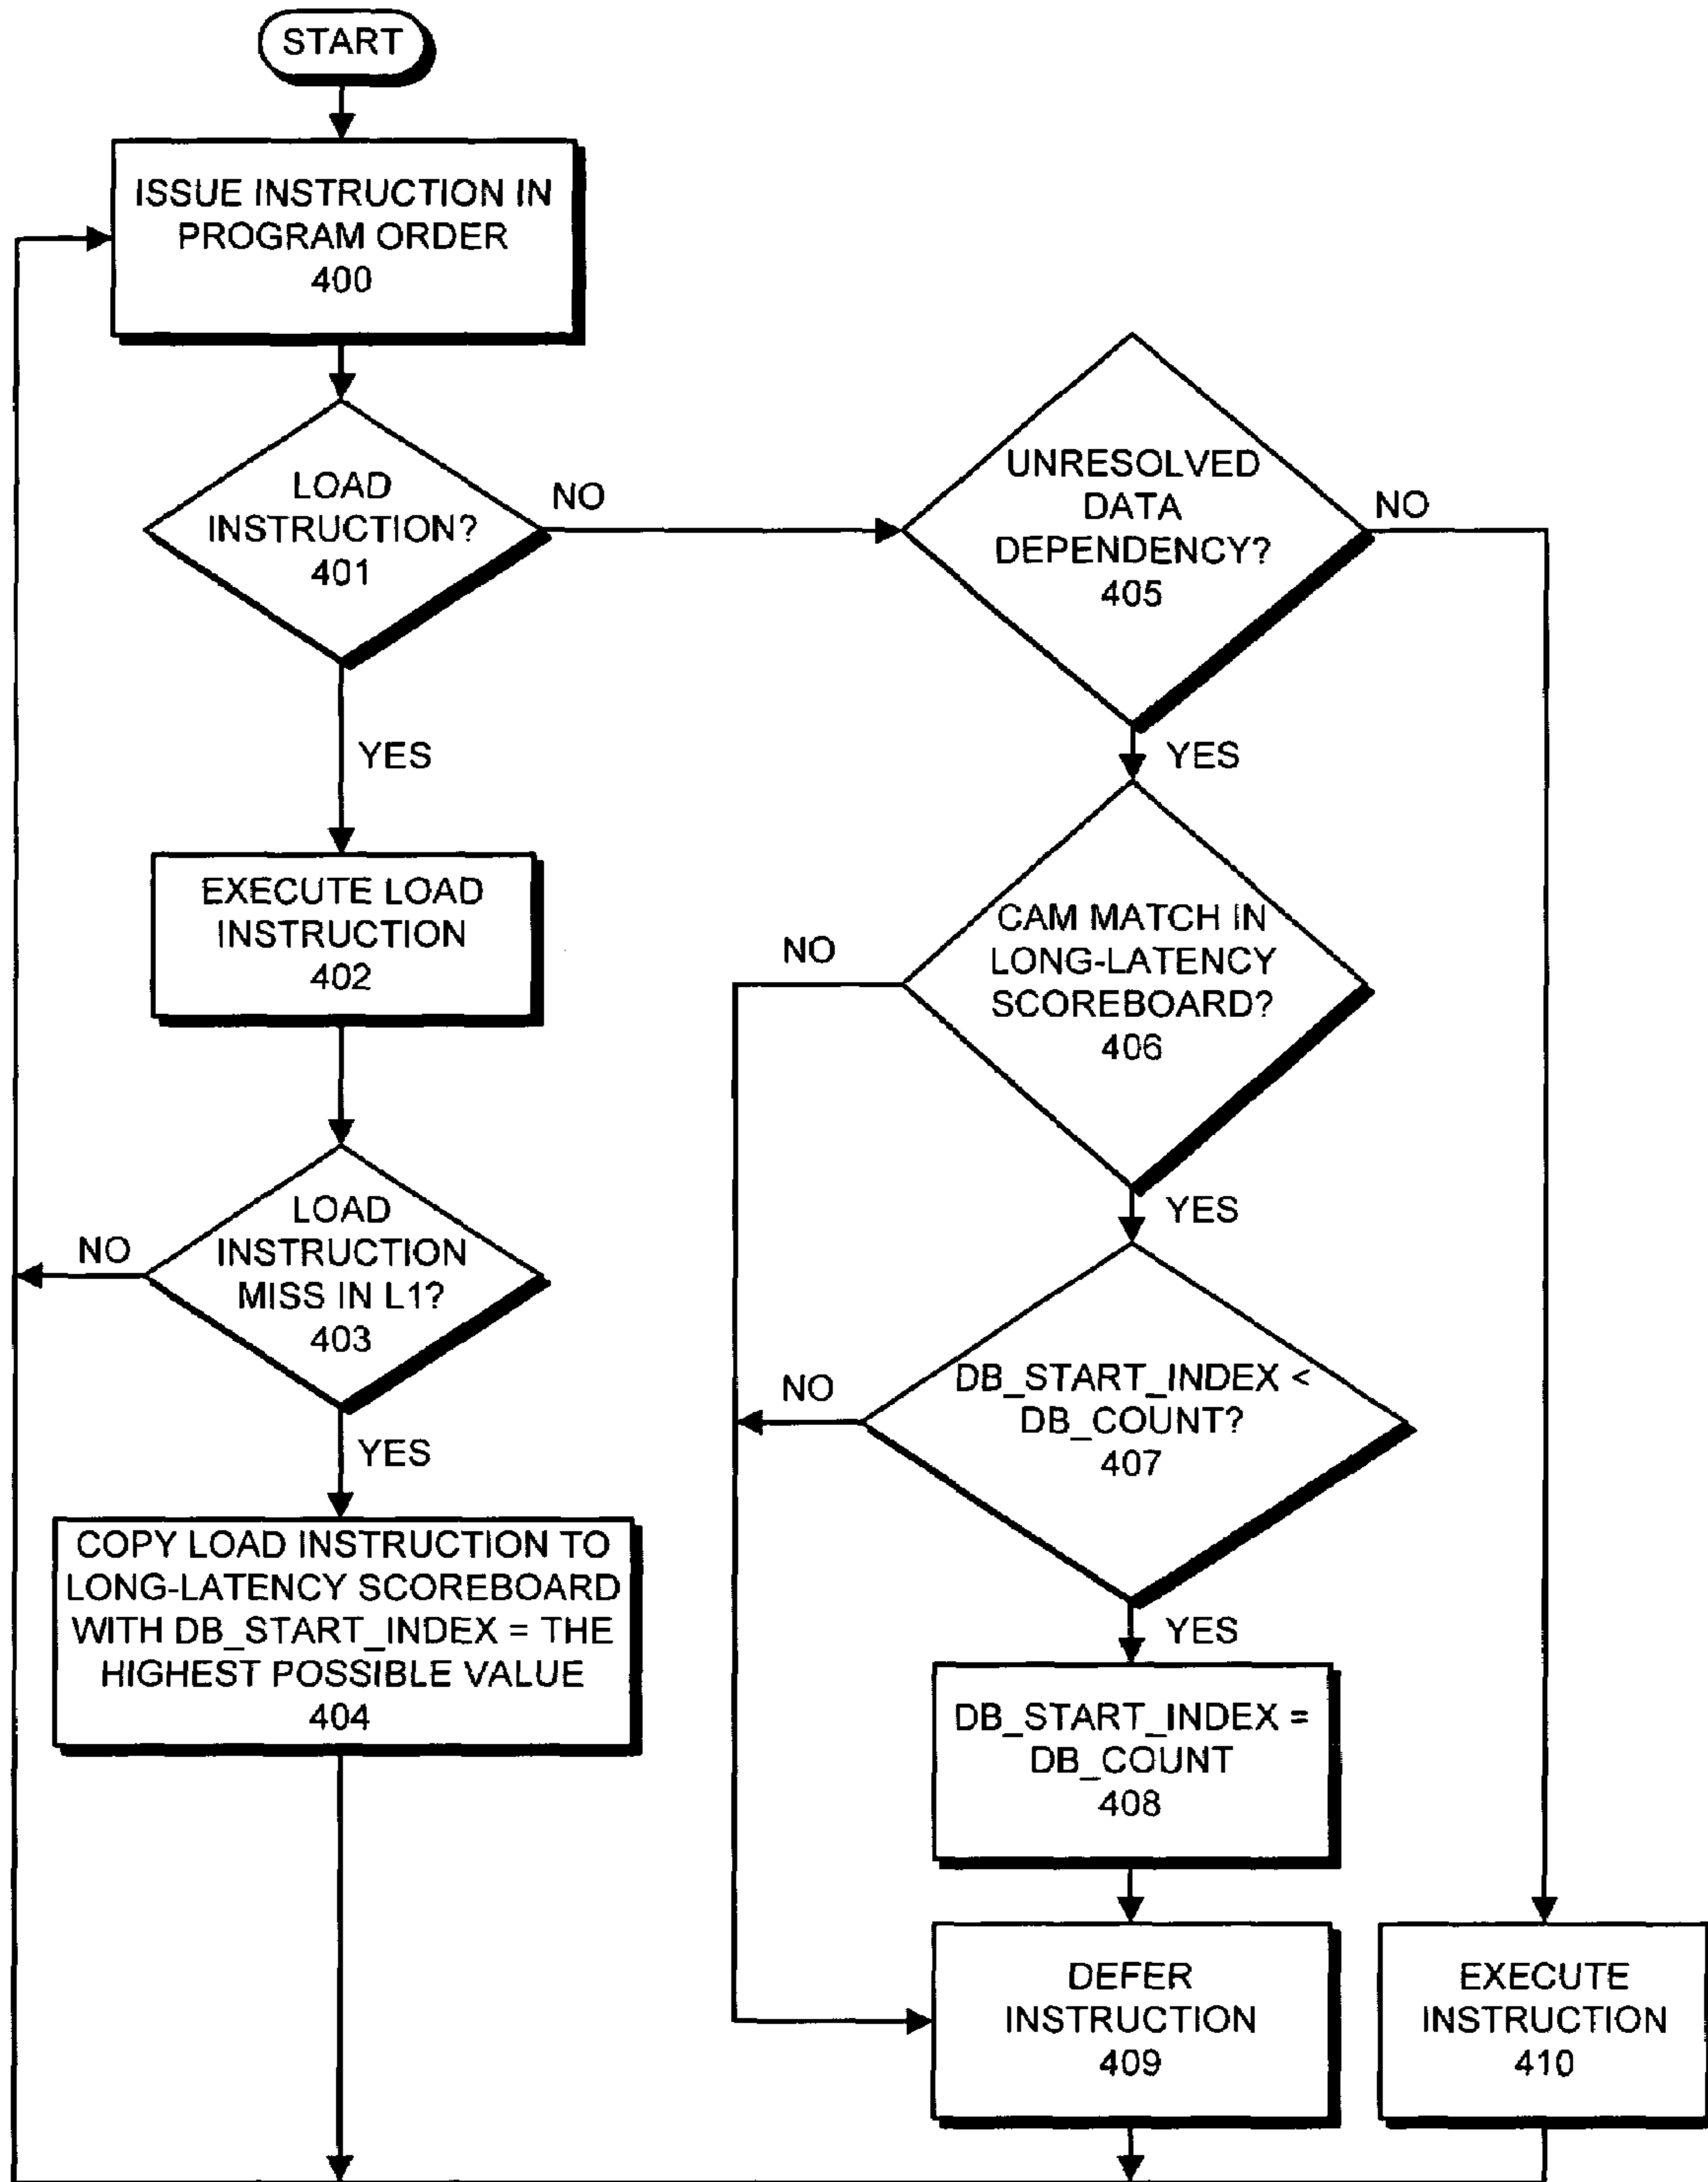 START
ISSUE INSTRUCTION IN
PROGRAM ORDER
400
LOAD
INSTRUCTION?
401
NO
YES
EXECUTE LOAD
INSTRUCTION
402
LOAD
INSTRUCTION
MISS IN L1?
403
NO
YES
COPY LOAD INSTRUCTION TO
LONG-LATENCY SCOREBOARD
WITH DB_START_INDEX = THE
HIGHEST POSSIBLE VALUE
404
UNRESOLVED
DATA
DEPENDENCY?
405
NO
YES
CAM MATCH IN
LONG-LATENCY
SCOREBOARD?
406
NO
YES
DB_START_INDEX <
DB_COUNT?
407
NO
YES
DB_START_INDEX =
DB_COUNT
408
DEFER
INSTRUCTION
409
EXECUTE
INSTRUCTION
410